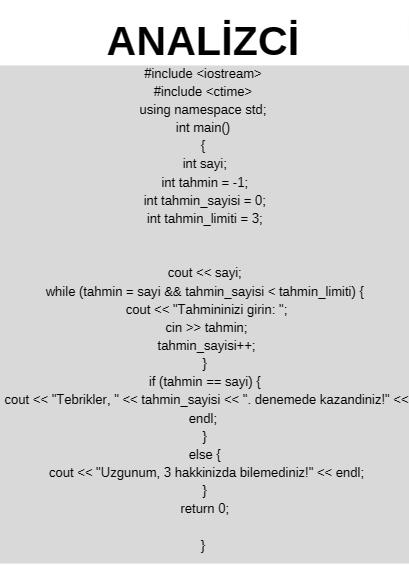 ANALİZCİ
#include <iostream>
#include <ctime>
using namespace std;
int main()
{
int sayi;
int tahmin = -1;
int tahmin_sayisi = 0;
int tahmin_limiti = 3;
cout << sayi;
while (tahmin = sayi && tahmin_sayisi < tahmin_limiti) {
cout << "Tahmininizi girin: ";
cin >> tahmin;
tahmin_sayisi++;
}
if (tahmin == sayi) {
cout << "Tebrikler, " << tahmin_sayisi << ". denemede kazandiniz!" <<
endl;
}
else {
cout << "Uzgunum, 3 hakkinizda bilemediniz!" << endl;
}
return 0;
}